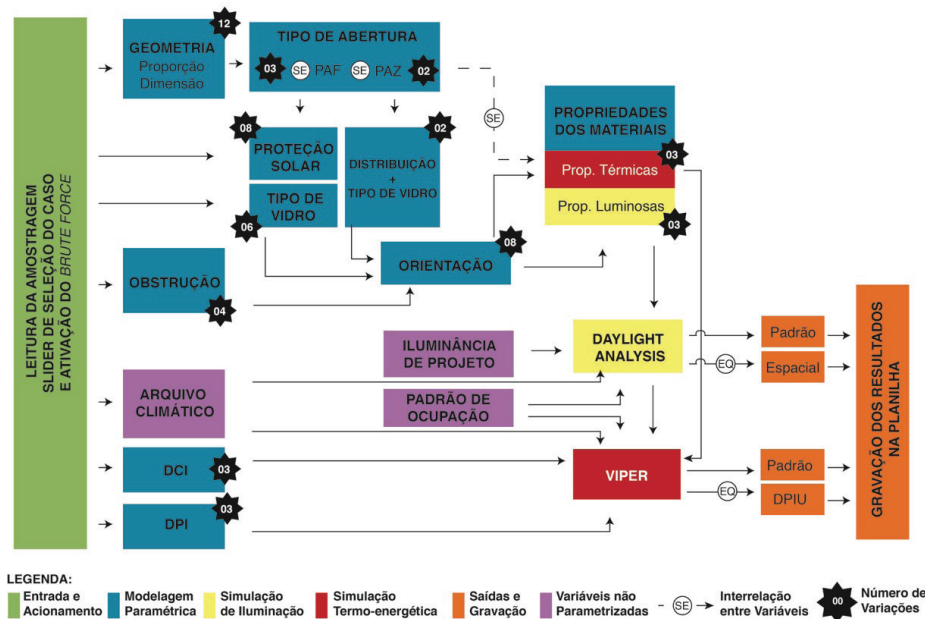 LEITURA DA AMOSTRAGEM
SLIDER DE SELEÇÃO DO CASO
E ATIVAÇÃO DO BRUTE FORCE
12
GEOMETRIA
Proporção
Dimensão
TIPO DE ABERTURA
03 SE PAF SE PAZ 02
SE
08
PROTEÇÃO
SOLAR
TIPO DE
VIDRO
06
02
DISTRIBUIÇÃO
+
TIPO DE VIDRO
PROPRIEDADES
DOS MATERIAIS
03
Prop. Térmicas
Prop. Luminosas
03
08
ORIENTAÇÃO
OBSTRUÇÃO
04
ILUMINÂNCIA
DE PROJETO
DAYLIGHT
ANALYSIS
Padrão
EQ
Espacial
ARQUIVO
CLIMÁTICO
PADRÃO DE
OCUPAÇÃO
DCI
03
VIPER
Padrão
EQ
DPIU
DPI
03
GRAVAÇÃO DOS RESULTADOS
NA PLANILHA
LEGENDA:
Entrada e
Acionamento
Modelagem
Paramétrica
Simulação
de Iluminação
Simulação
Termo-energética
Saídas e
Gravação
Variáveis não
Parametrizadas
SE
Interrelação
entre Variáveis
00
Número de
Variações